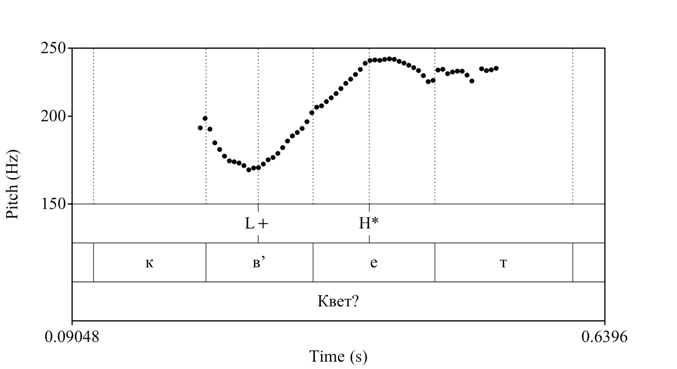 250
200
150
Pitch (Hz)
L + H*
к в’ е т
Квет?
0.09048 0.6396
Time (s)